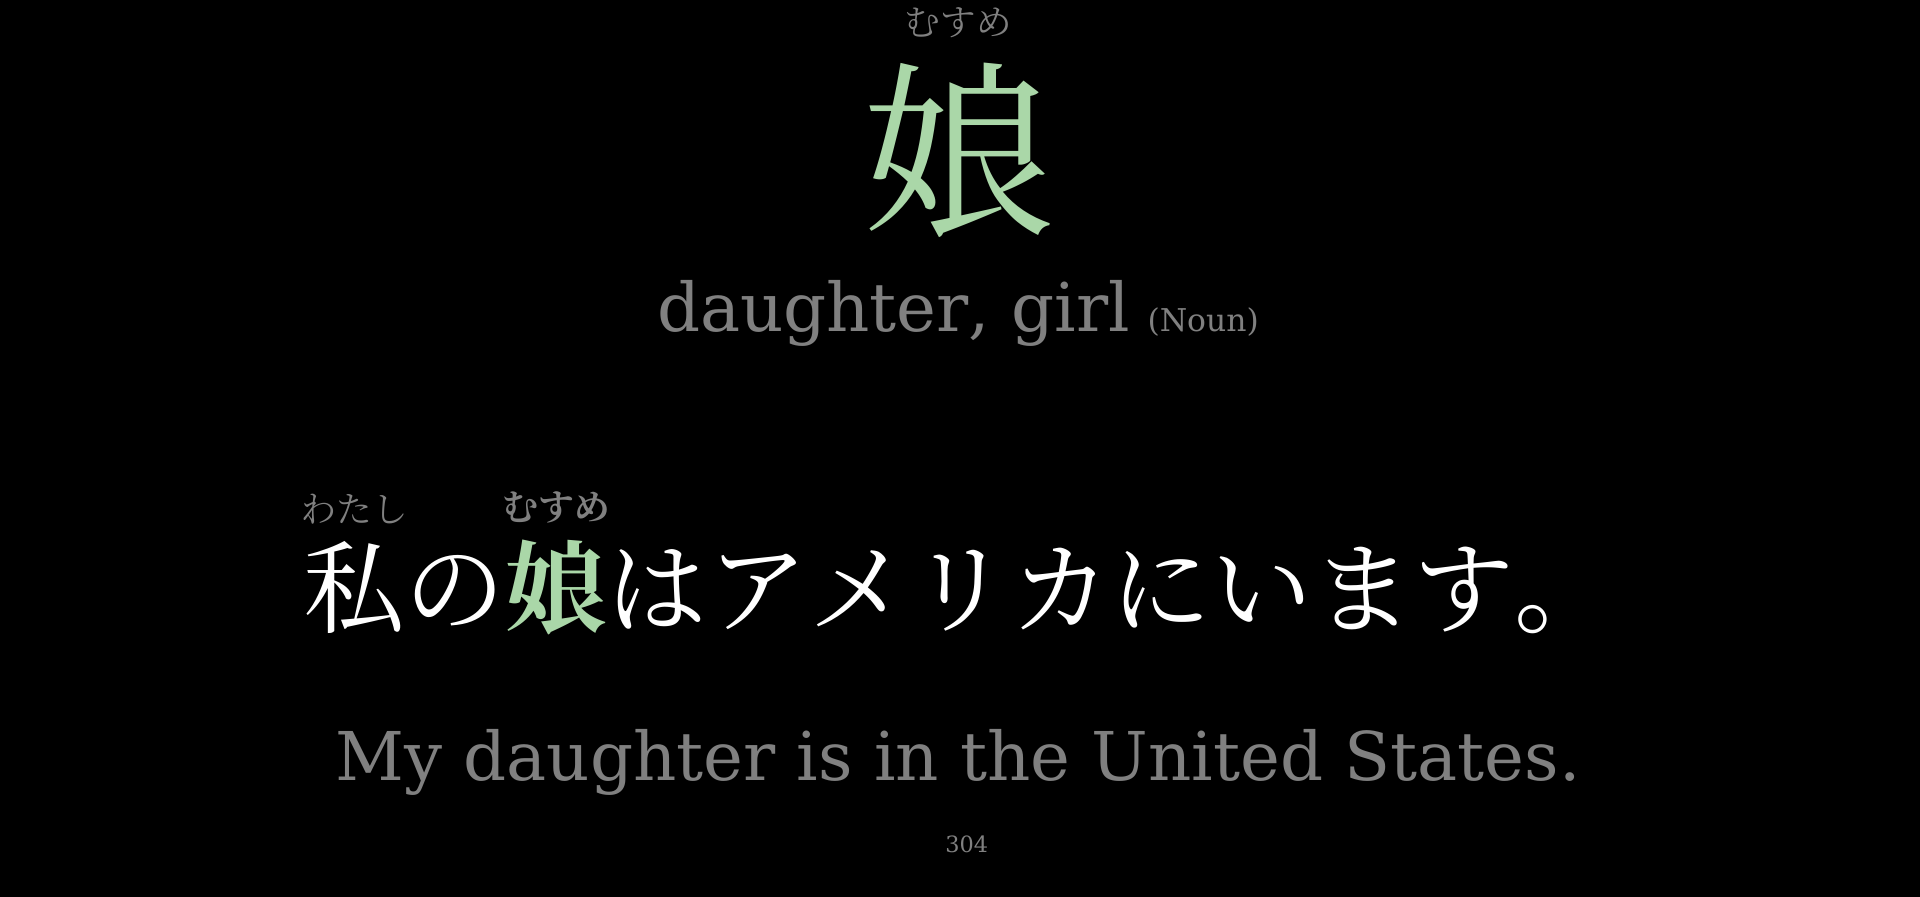 むすめ
娘
daughter, girl (Noun)
わたし むすめ
私の娘はアメリカにいます。
My daughter is in the United States.
304